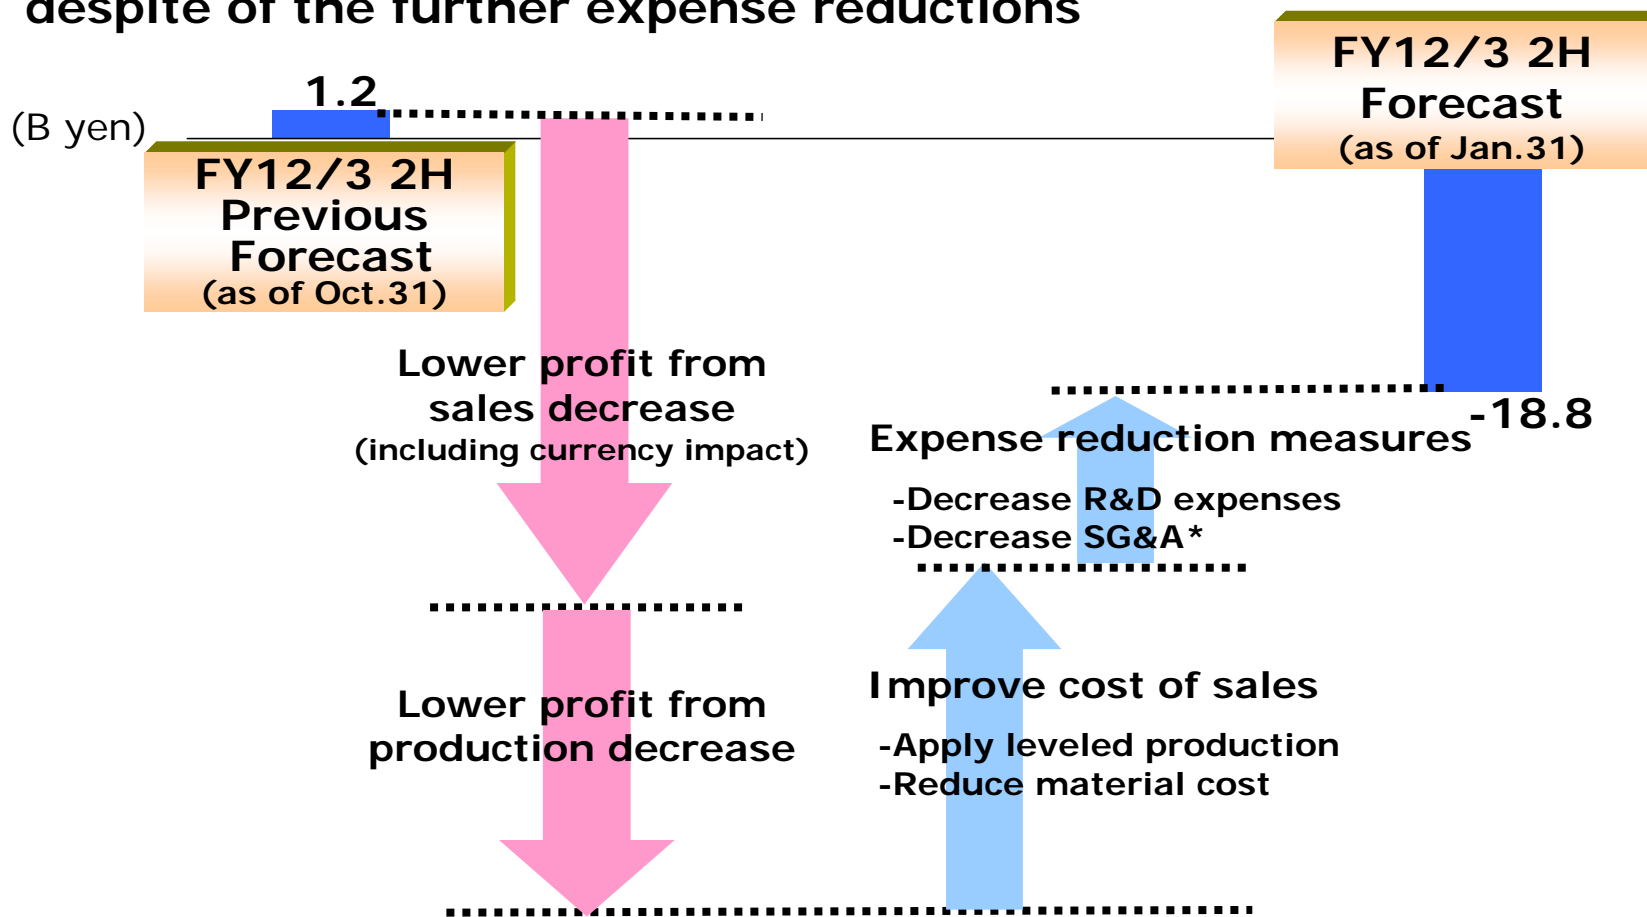 despite of the further expense reductions
1.2
(B yen)
FY12/3 2H
Previous
Forecast
(as of Oct.31)
FY12/3 2H
Forecast
(as of Jan.31)
Lower profit from
sales decrease
(including currency impact)
-18.8
Expense reduction measures
-Decrease R&D expenses
-Decrease SG&A*
Lower profit from
production decrease
Improve cost of sales
-Apply leveled production
-Reduce material cost